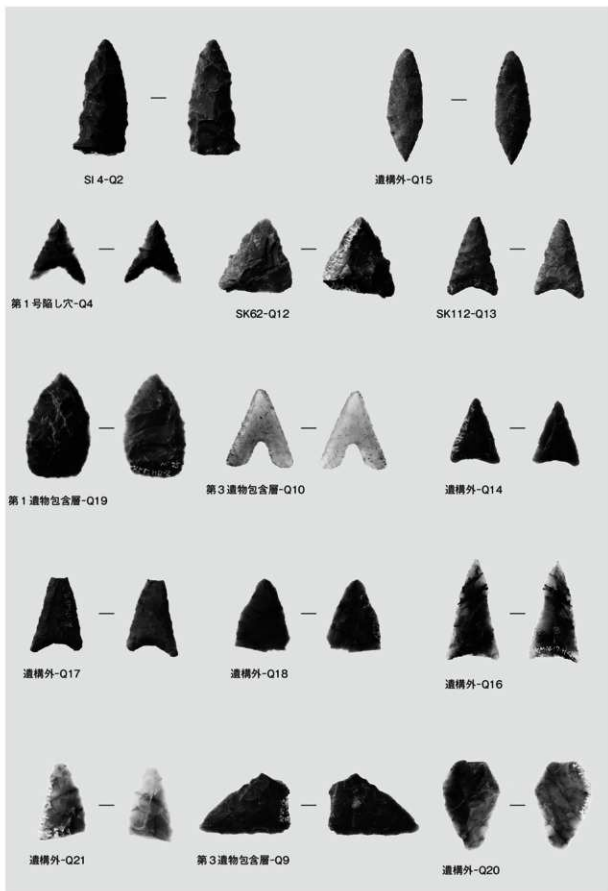 SI 4-Q2
遺構外-Q15
第1号陥し穴-Q4
SK62-Q12
SK112-Q13
第1遺物包含層-Q19
第3遺物包含層-Q10
遺構外-Q14
遺構外-Q17
遺構外-Q18
遺構外-Q16
遺構外-Q21
第3遺物包含層-Q9
遺構外-Q20